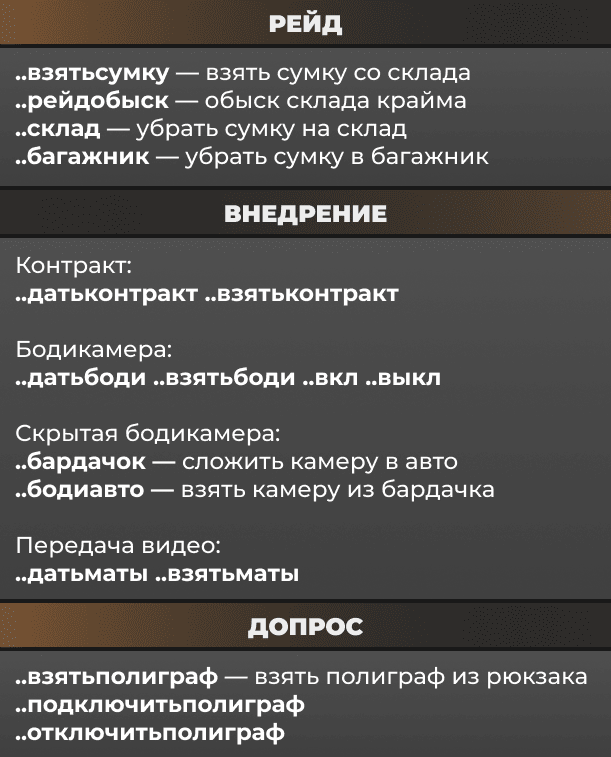 РЕЙД
..взятьсумку — взять сумку со склада
..рейдобыск — обыск склада крайма
..склад — убрать сумку на склад
..багажник — убрать сумку в багажник
ВНЕДРЕНИЕ
Контракт:
..датьконтракт ..взятьконтракт
Бодикамера:
..датьбоди ..взятьбоди ..вкл ..выкл
Скрытая бодикамера:
..бардачок — сложить камеру в авто
..бодиавто — взять камеру из бардачка
Передача видео:
..датьматы ..взятьматы
ДОПРОС
..взятьполиграф — взять полиграф из рюкзака
..подключитьполиграф
..отключитьполиграф